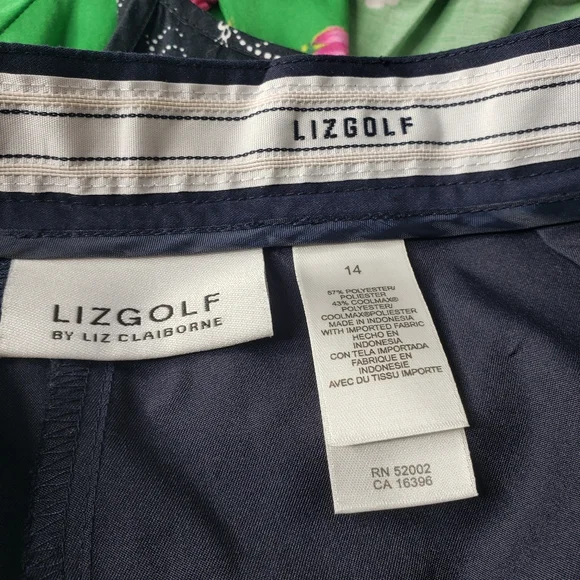 LIZGOLF
LIZGOLF
BY LIZ CLAIBORNE
14
57% POLYESTER/
POLIESTER
43% COOLMAX®
POLYESTER/
COOLMAX®POLIESTER
MADE IN INDONESIA
WITH IMPORTED FABRIC
HECHO EN
INDONESIA
CON TELA IMPORTADA
FABRIQUE EN
INDONESIE
AVEC DU TISSU IMPORTE
RN 52002
CA 16396